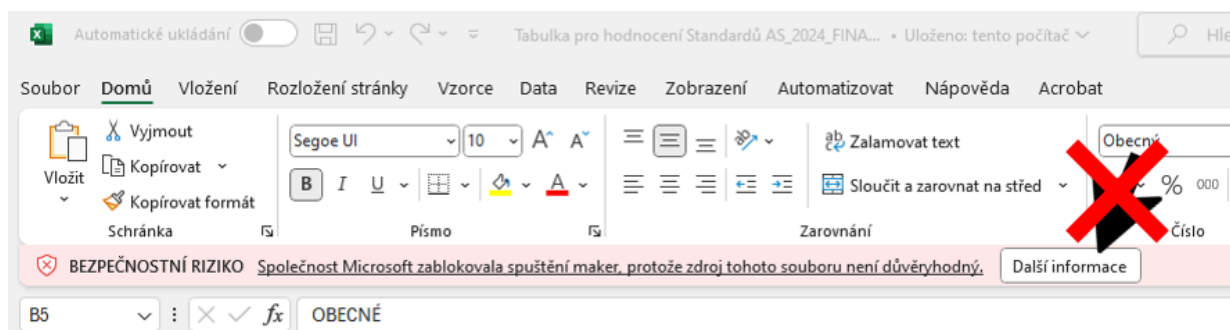 Automatické ukládání Tabulka pro hodnocení Standardů AS_2024_FINA... • Uloženo: tento počítač Hle
Soubor Domů Vložení Rozložení stránky Vzorce Data Revize Zobrazení Automatizovat Nápověda Acrobat
Vložit
Vyjmout
Kopírovat
Kopírovat formát
Schránka
Segoe UI 10 A A
B I U A
Písmo
ab Zalamovat text
Sloučit a zarovnat na střed
Zarovnání
Obecný
% 000
Číslo
BEZPEČNOSTNÍ RIZIKO Společnost Microsoft zablokovala spuštění maker, protože zdroj tohoto souboru není důvěryhodný. Další informace
B5 fx OBECNÉ